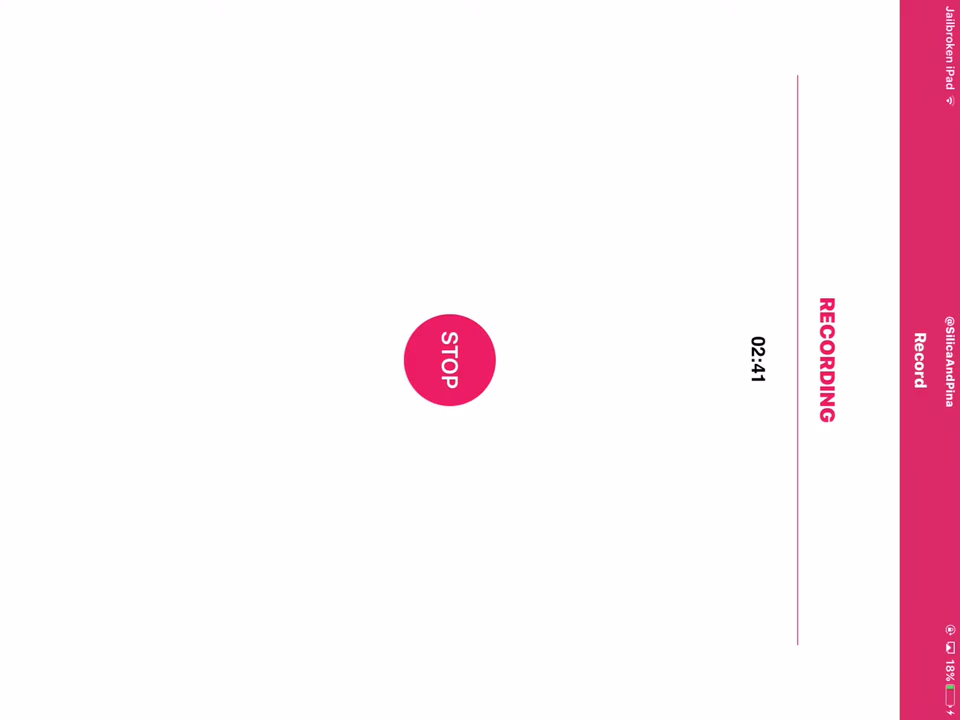 Jailbroken iPad
@SilicaAndPina
18%
Record
RECORDING
02:41
STOP